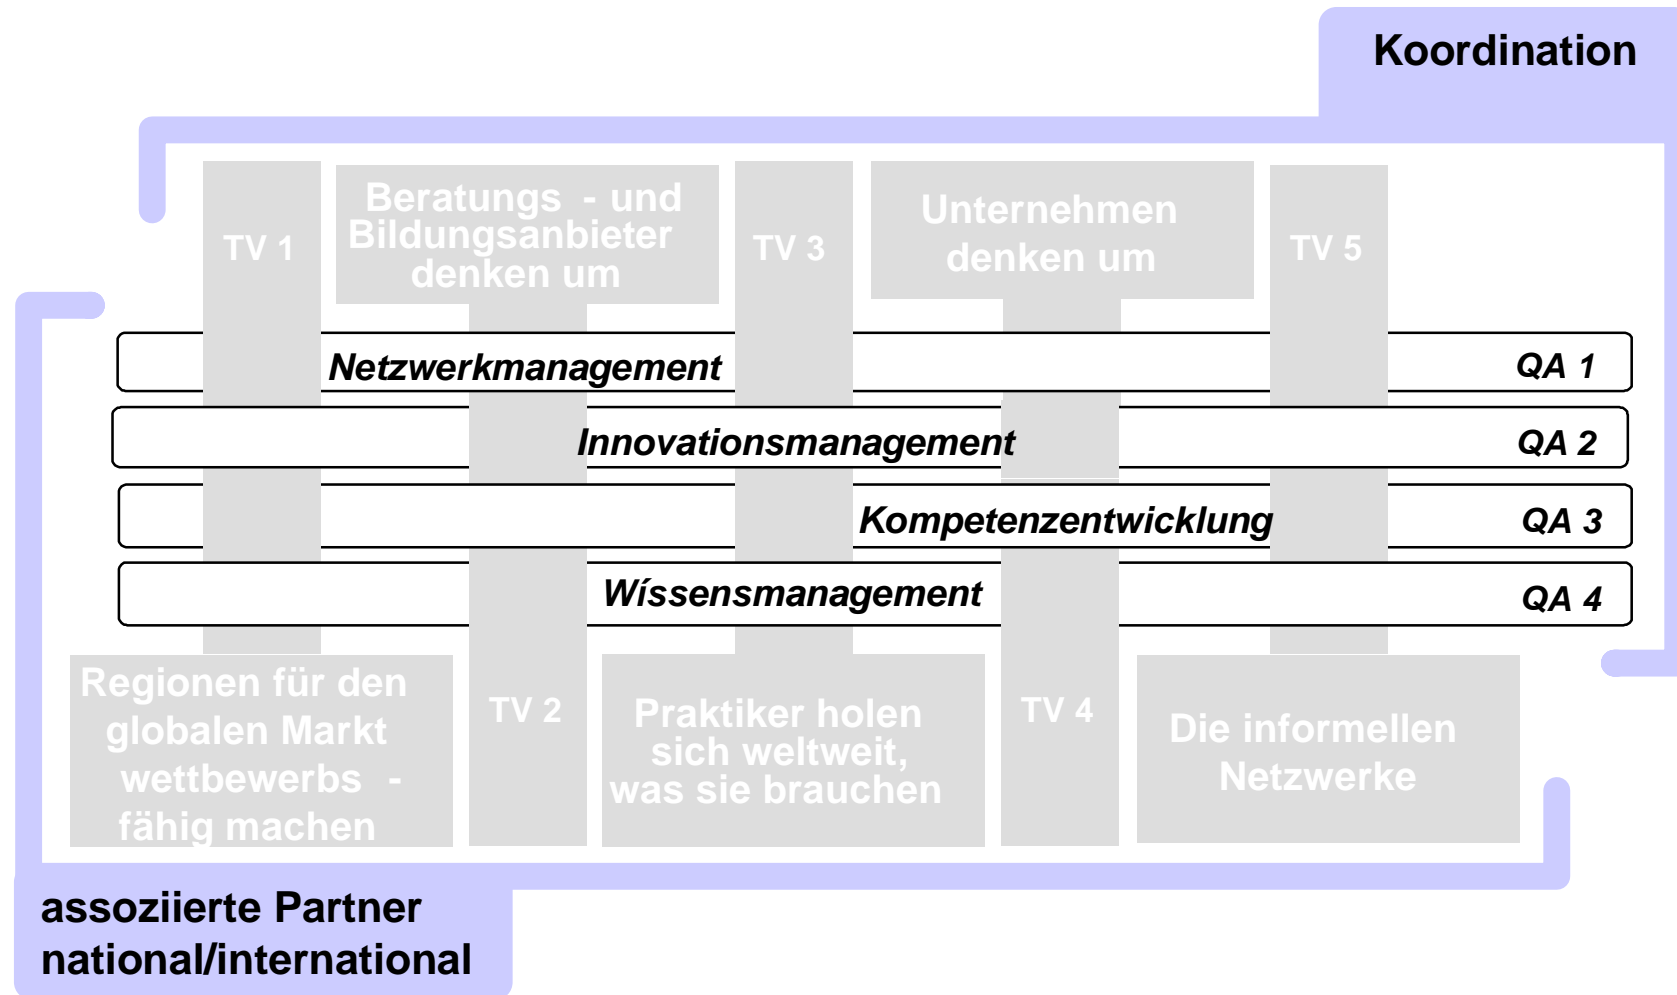 Koordination
TV 1
Beratungs - und
Bildungsanbieter
denken um
TV 3
Unternehmen
denken um
TV 5
Netzwerkmanagement
QA 1
Innovationsmanagement
QA 2
Kompetenzentwicklung
QA 3
Wíssensmanagement
QA 4
Regionen für den
globalen Markt
wettbewerbs -
fähig machen
TV 2
Praktiker holen
sich weltweit,
was sie brauchen
TV 4
Die informellen
Netzwerke
assoziierte Partner
national/international